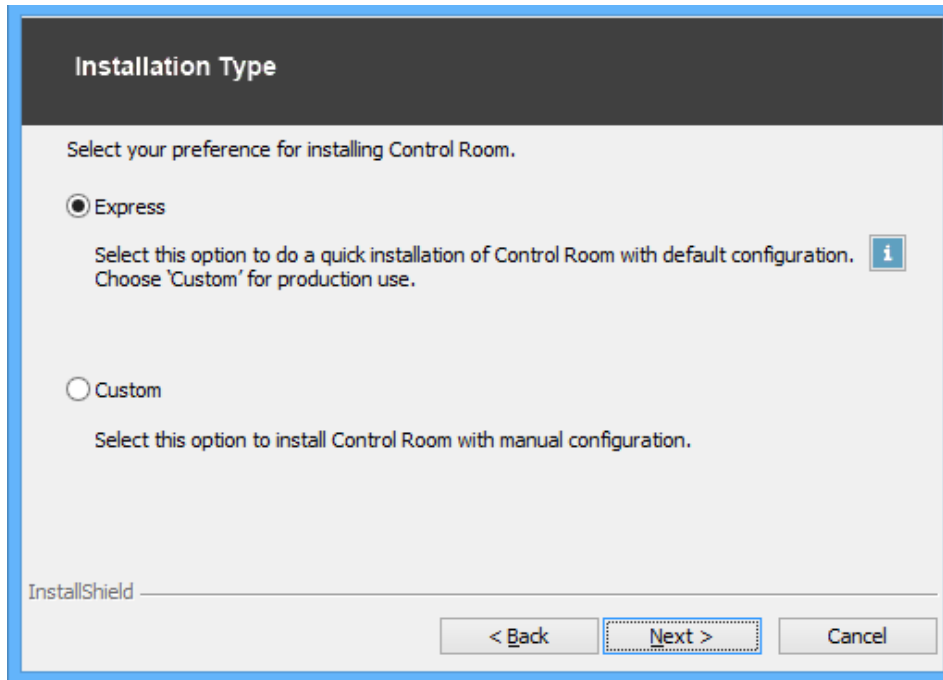 Installation Type
Select your preference for installing Control Room.
Express
Select this option to do a quick installation of Control Room with default configuration.
Choose ‘Custom’ for production use.
i
Custom
Select this option to install Control Room with manual configuration.
InstallShield
< Back
Next >
Cancel